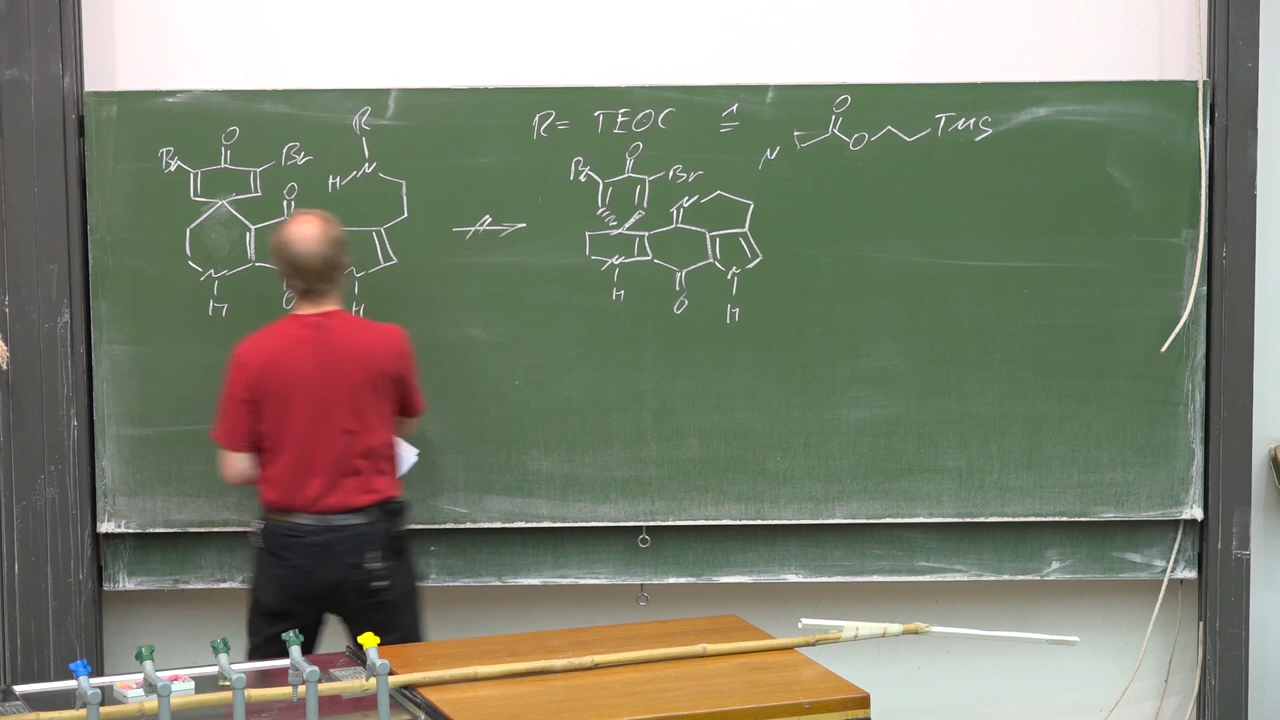 R= TEOC ≙
N O O TMS
O Br Br
R
H N
O
N H
O
N H
O Br Br
N
N H
O
N H